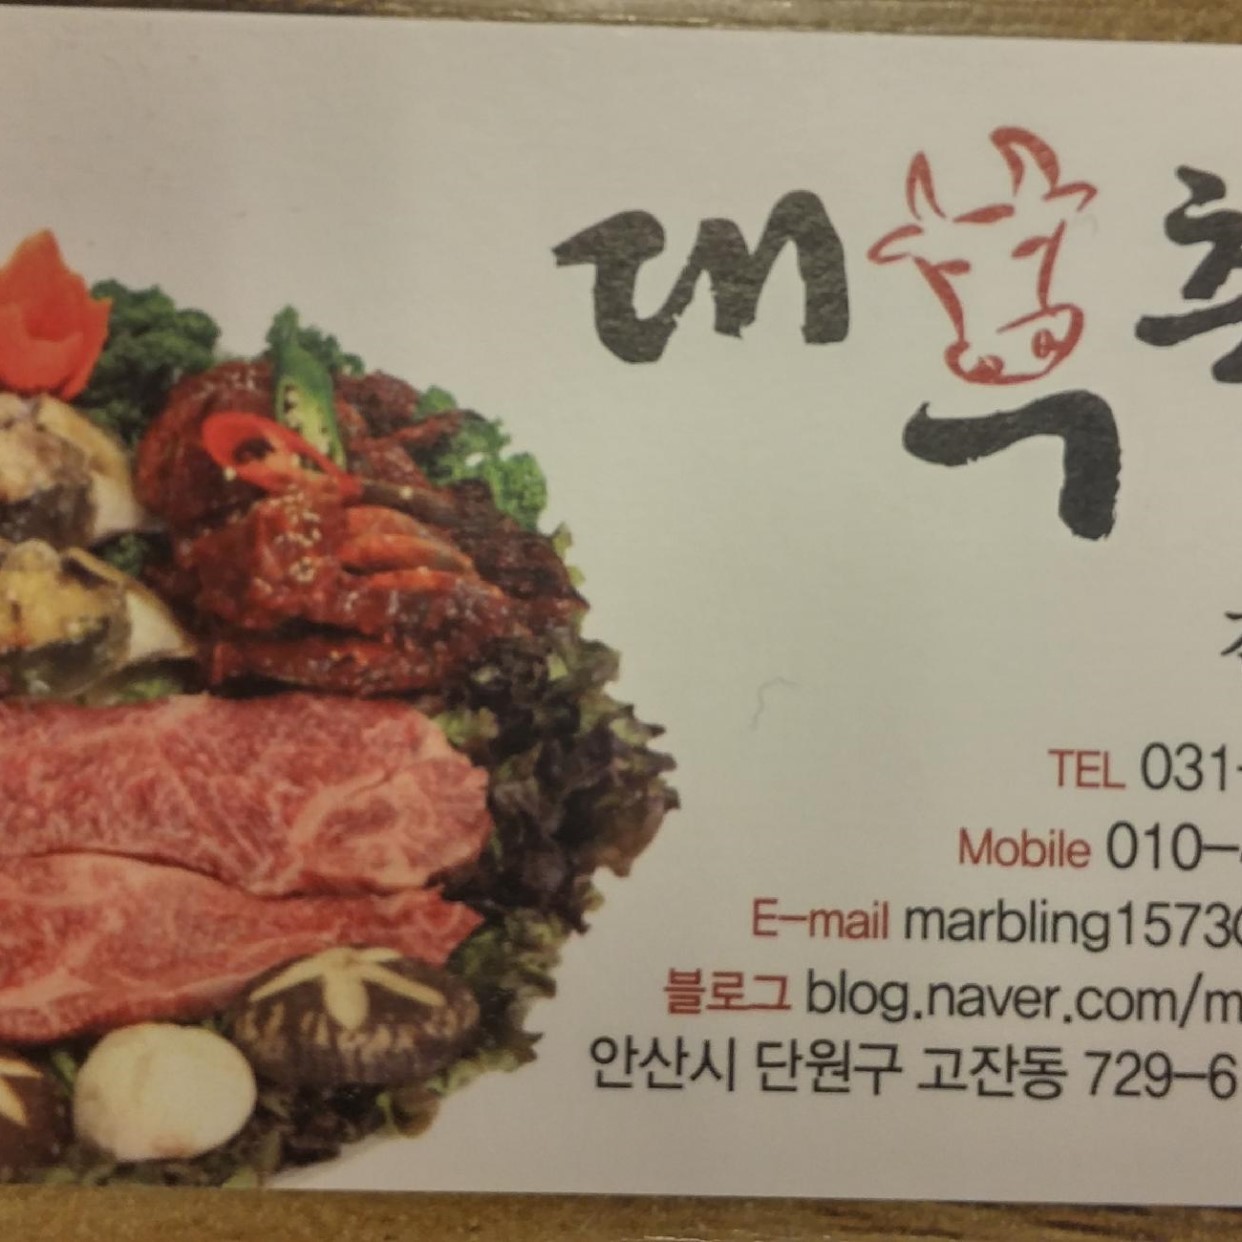 대
TEL 031-
Mobile 010-
E-mail marbling1573
블로그 blog.naver.com/m
안산시 단원구 고잔동 729-6